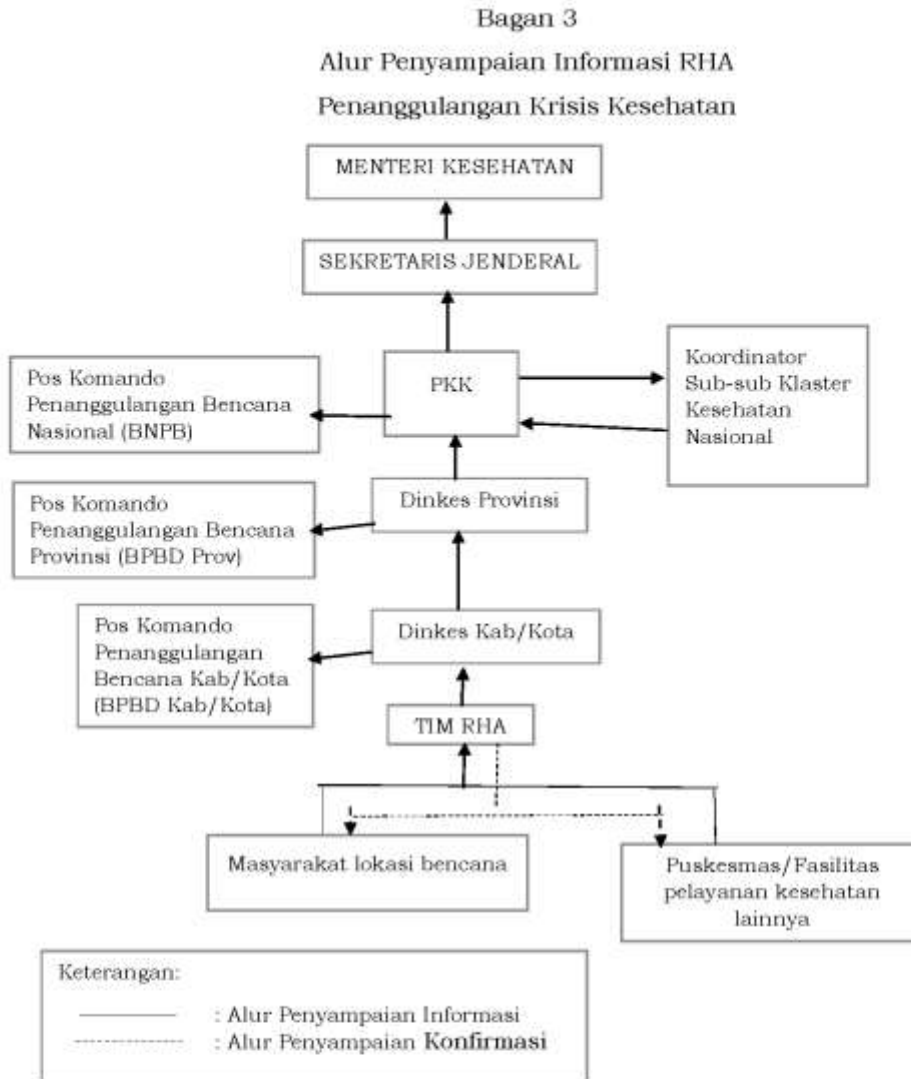 Bagan 3
Alur Penyampaian Informasi RHA
Penanggulangan Krisis Kesehatan
MENTERI KESEHATAN
SEKRETARIS JENDERAL
PKK
Koordinator
Sub-sub Klaster
Kesehatan
Nasional
Pos Komando
Penanggulangan Bencana
Nasional (BNPB)
Dinkes Provinsi
Pos Komando
Penanggulangan Bencana
Provinsi (BPBD Prov)
Dinkes Kab/Kota
Pos Komando
Penanggulangan
Bencana Kab/Kota
(BPBD Kab/Kota)
TIM RHA
Masyarakat lokasi bencana
Puskesmas/Fasilitas
pelayanan kesehatan
lainnya
Keterangan:
: Alur Penyampaian Informasi
: Alur Penyampaian Konfirmasi